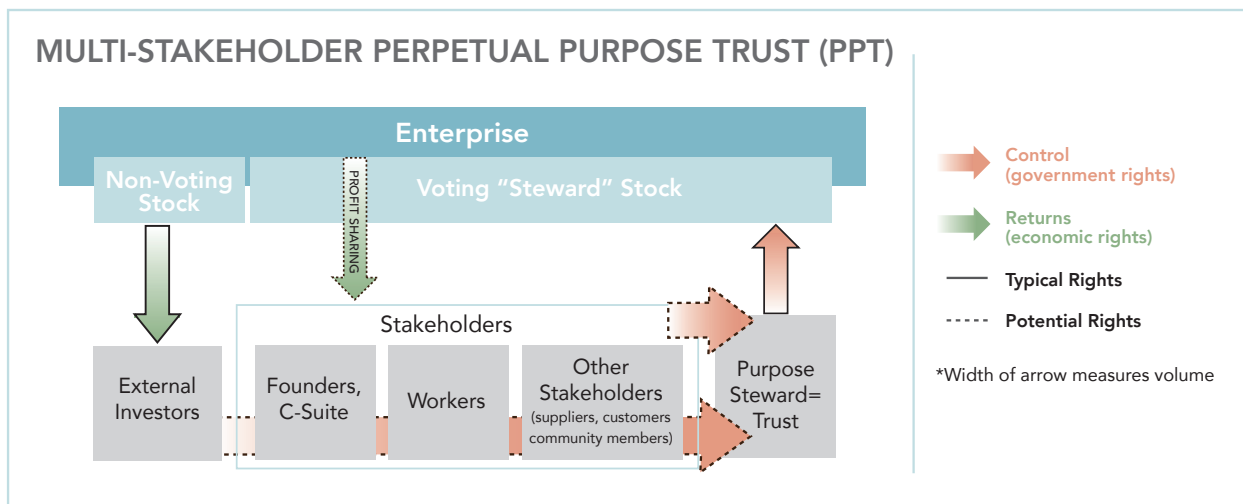 MULTI-STAKEHOLDER PERPETUAL PURPOSE TRUST (PPT)
Enterprise
Non-Voting
Stock
Voting “Steward” Stock
PROFIT SHARING
Stakeholders
External
Investors
Founders,
C-Suite
Workers
Other
Stakeholders
(suppliers, customers
community members)
Purpose
Steward=
Trust
Control
(government rights)
Returns
(economic rights)
Typical Rights
Potential Rights
*Width of arrow measures volume